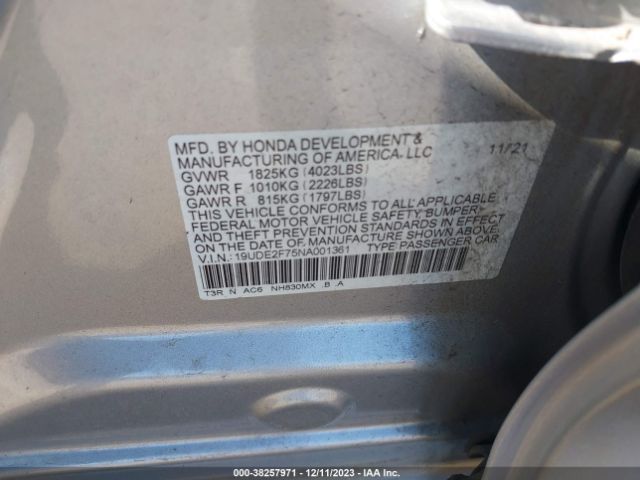 MFD. BY HONDA DEVELOPMENT &
MANUFACTURING OF AMERICA, LLC 11/21
GVWR 1825KG (4023LBS)
GAWR F 1010KG (2226LBS)
GAWR R 815KG (1797LBS)
THIS VEHICLE CONFORMS TO ALL APPLICABLE
FEDERAL MOTOR VEHICLE SAFETY, BUMPER,
AND THEFT PREVENTION STANDARDS IN EFFECT
ON THE DATE OF MANUFACTURE SHOWN ABOVE.
V.I.N.: 19UDE2F75NA001361 TYPE PASSENGER CAR
T3R N AC6 NH830MX B A
000-38257971 - 12/11/2023 - IAA Inc.